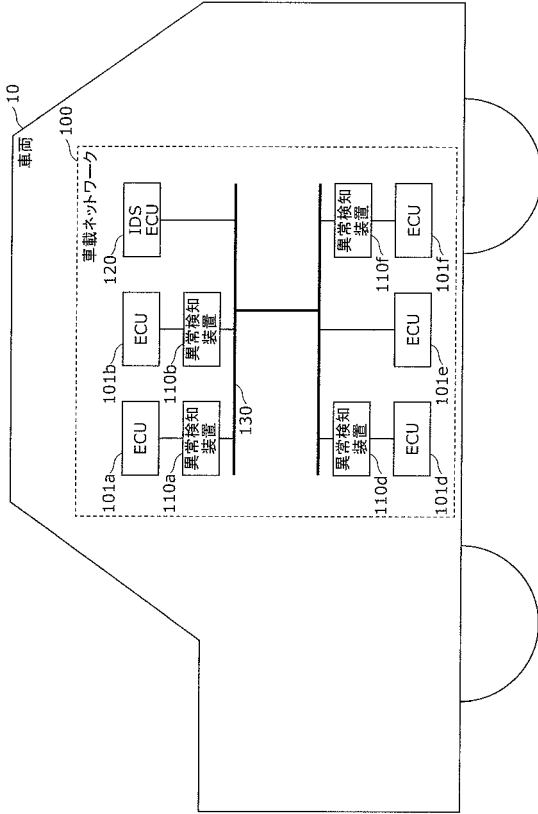 10
車両
100
車載ネットワーク
120
IDS
ECU
101b
ECU
101a
ECU
110b
異常検知
装置
110a
異常検知
装置
130
異常検知
装置
110d
異常検知
装置
110f
ECU
101d
ECU
101e
ECU
101f